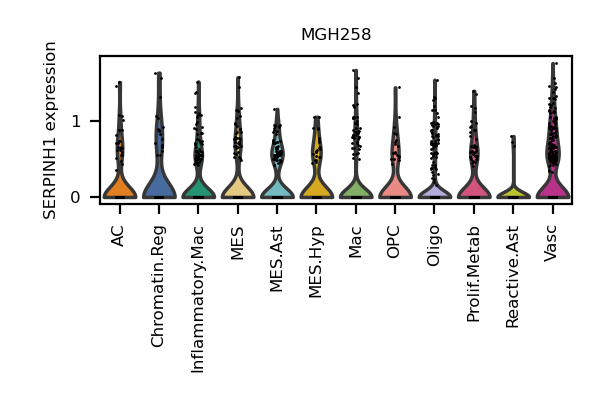 MGH258
SERPINH1 expression
1
0
AC
Chromatin.Reg
Inflammatory.Mac
MES
MES.Ast
MES.Hyp
Mac
OPC
Oligo
Prolif.Metab
Reactive.Ast
Vasc